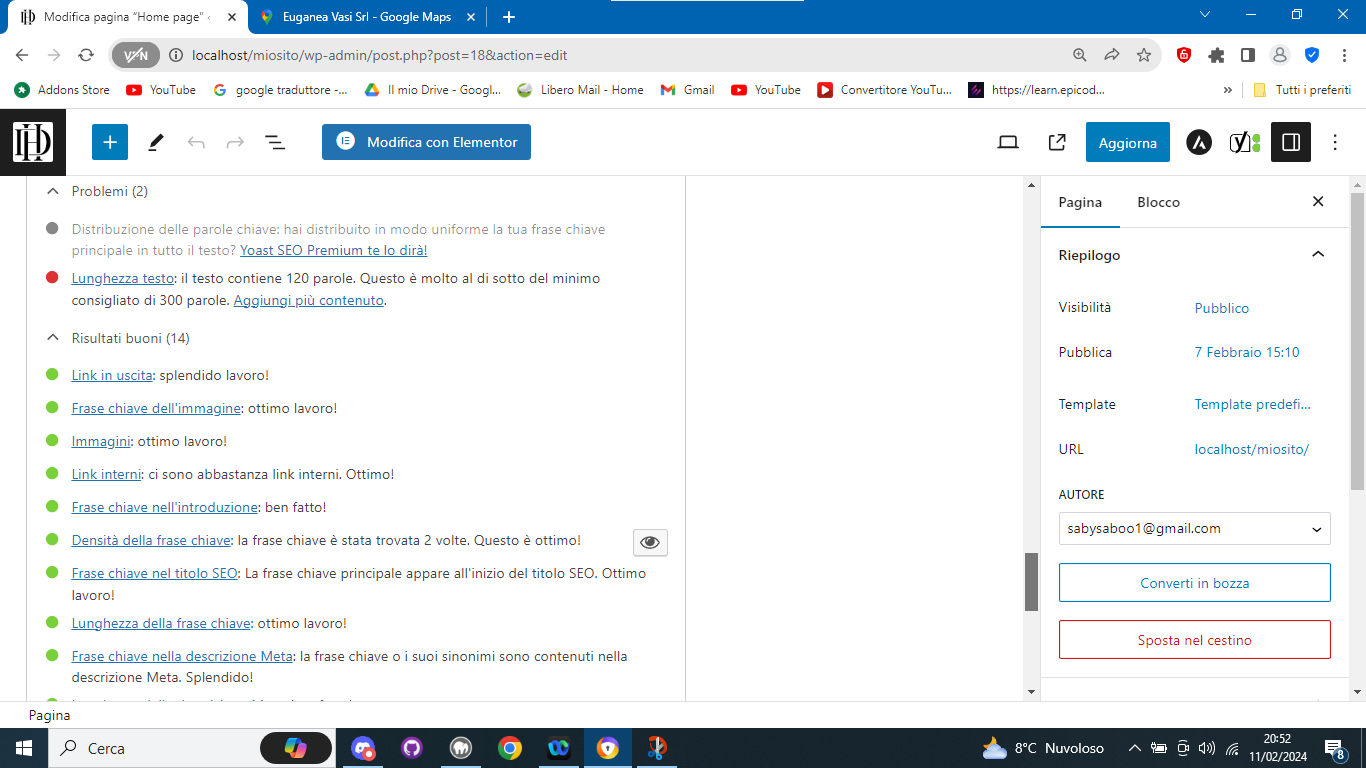 Modifica pagina "Home page" ‹
Euganea Vasi Srl - Google Maps
VPN
localhost/miosito/wp-admin/post.php?post=18&action=edit
Addons Store
YouTube
google traduttore -...
Il mio Drive - Googl...
Libero Mail - Home
Gmail
YouTube
Convertitore YouTu...
https://learn.epicod...
»
Tutti i preferiti
Modifica con Elementor
Aggiorna
Problemi (2)
Distribuzione delle parole chiave: hai distribuito in modo uniforme la tua frase chiave
principale in tutto il testo? Yoast SEO Premium te lo dirà!
Lunghezza testo: il testo contiene 120 parole. Questo è molto al di sotto del minimo
consigliato di 300 parole. Aggiungi più contenuto.
Risultati buoni (14)
Link in uscita: splendido lavoro!
Frase chiave dell'immagine: ottimo lavoro!
Immagini: ottimo lavoro!
Link interni: ci sono abbastanza link interni. Ottimo!
Frase chiave nell'introduzione: ben fatto!
Densità della frase chiave: la frase chiave è stata trovata 2 volte. Questo è ottimo!
Frase chiave nel titolo SEO: La frase chiave principale appare all'inizio del titolo SEO. Ottimo
lavoro!
Lunghezza della frase chiave: ottimo lavoro!
Frase chiave nella descrizione Meta: la frase chiave o i suoi sinonimi sono contenuti nella
descrizione Meta. Splendido!
Pagina
Blocco
Riepilogo
Visibilità
Pubblico
Pubblica
7 Febbraio 15:10
Template
Template predefi...
URL
localhost/miosito/
AUTORE
sabysaboo1@gmail.com
Converti in bozza
Sposta nel cestino
Pagina
Cerca
8°C Nuvoloso
20:52
11/02/2024
8